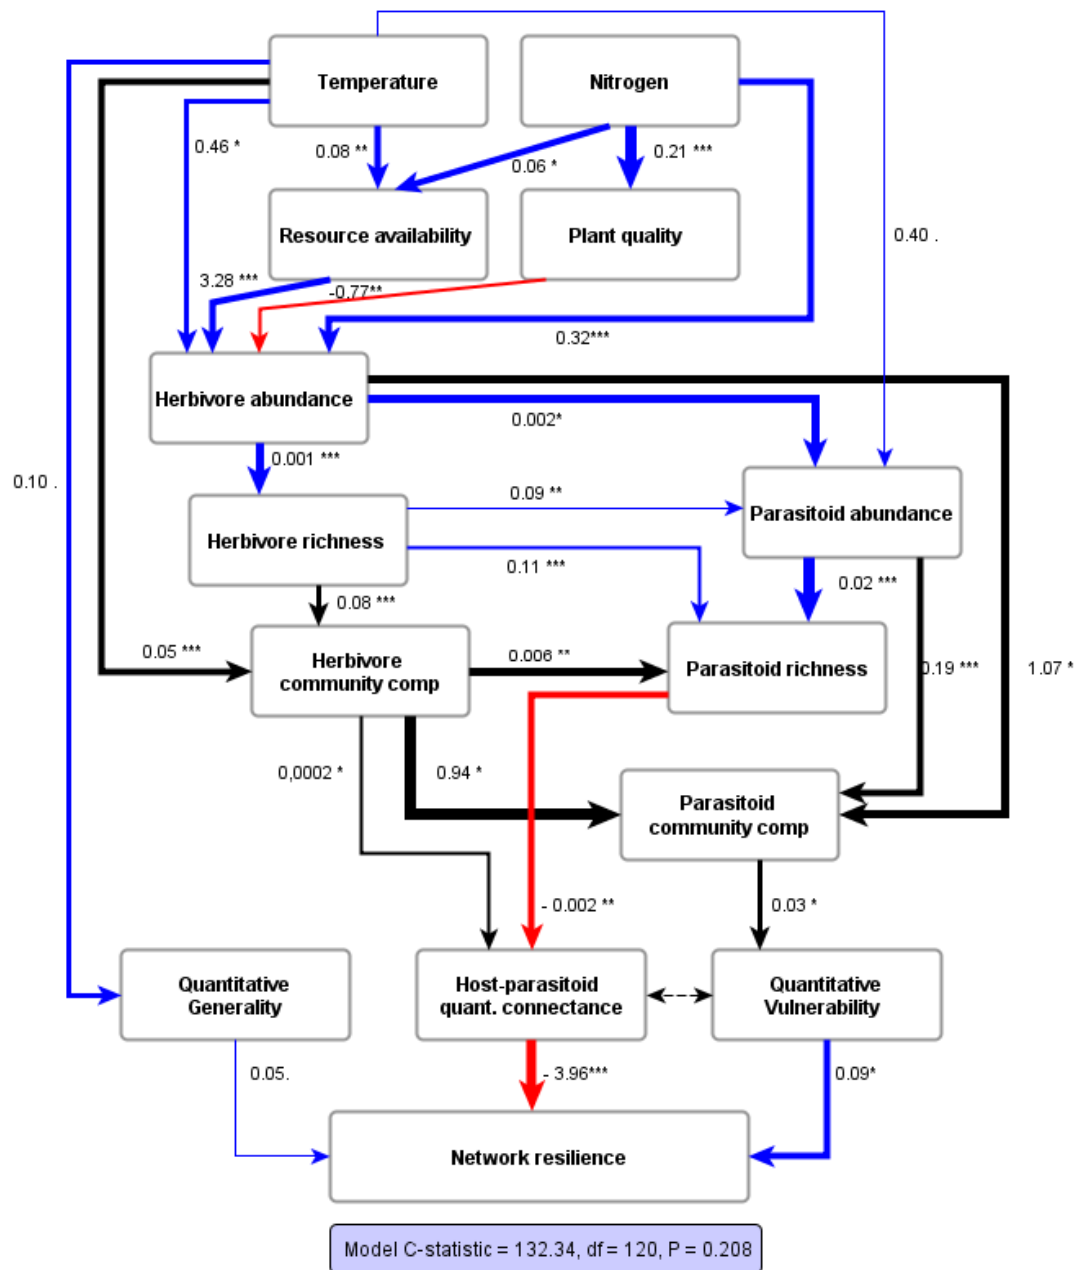 Temperature
Nitrogen
0.46 *
0.08 **
0.06 *
0.21 ***
Resource availability
Plant quality
0.40 .
3.28 ***
-0.77**
0.32***
Herbivore abundance
0.002*
0.001 ***
0.10 .
0.09 **
Parasitoid abundance
Herbivore richness
0.11 ***
0.02 ***
0.08 ***
0.05 ***
Herbivore
community comp
0.006 **
Parasitoid richness
0.19 ***
1.07 *
0,0002 *
0.94 *
Parasitoid
community comp
- 0.002 **
0.03 *
Quantitative
Generality
Host-parasitoid
quant. connectance
Quantitative
Vulnerability
0.05.
- 3.96***
0.09*
Network resilience
Model C-statistic = 132.34, df = 120, P = 0.208